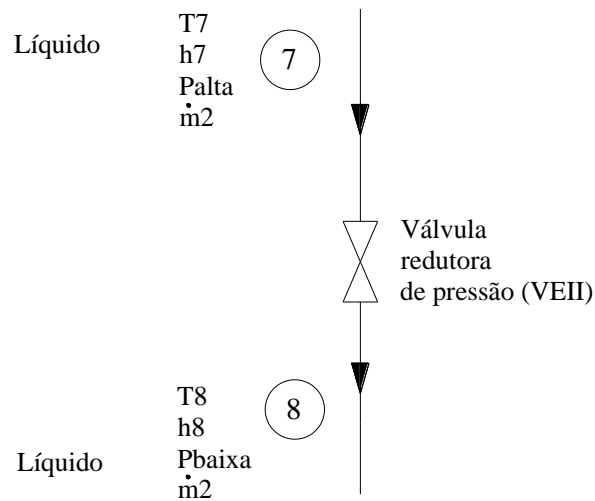 Líquido
T7
h7
Palta
ṁ2
7
Válvula
redutora
de pressão (VEII)
T8
h8
Pbaixa
ṁ2
8
Líquido